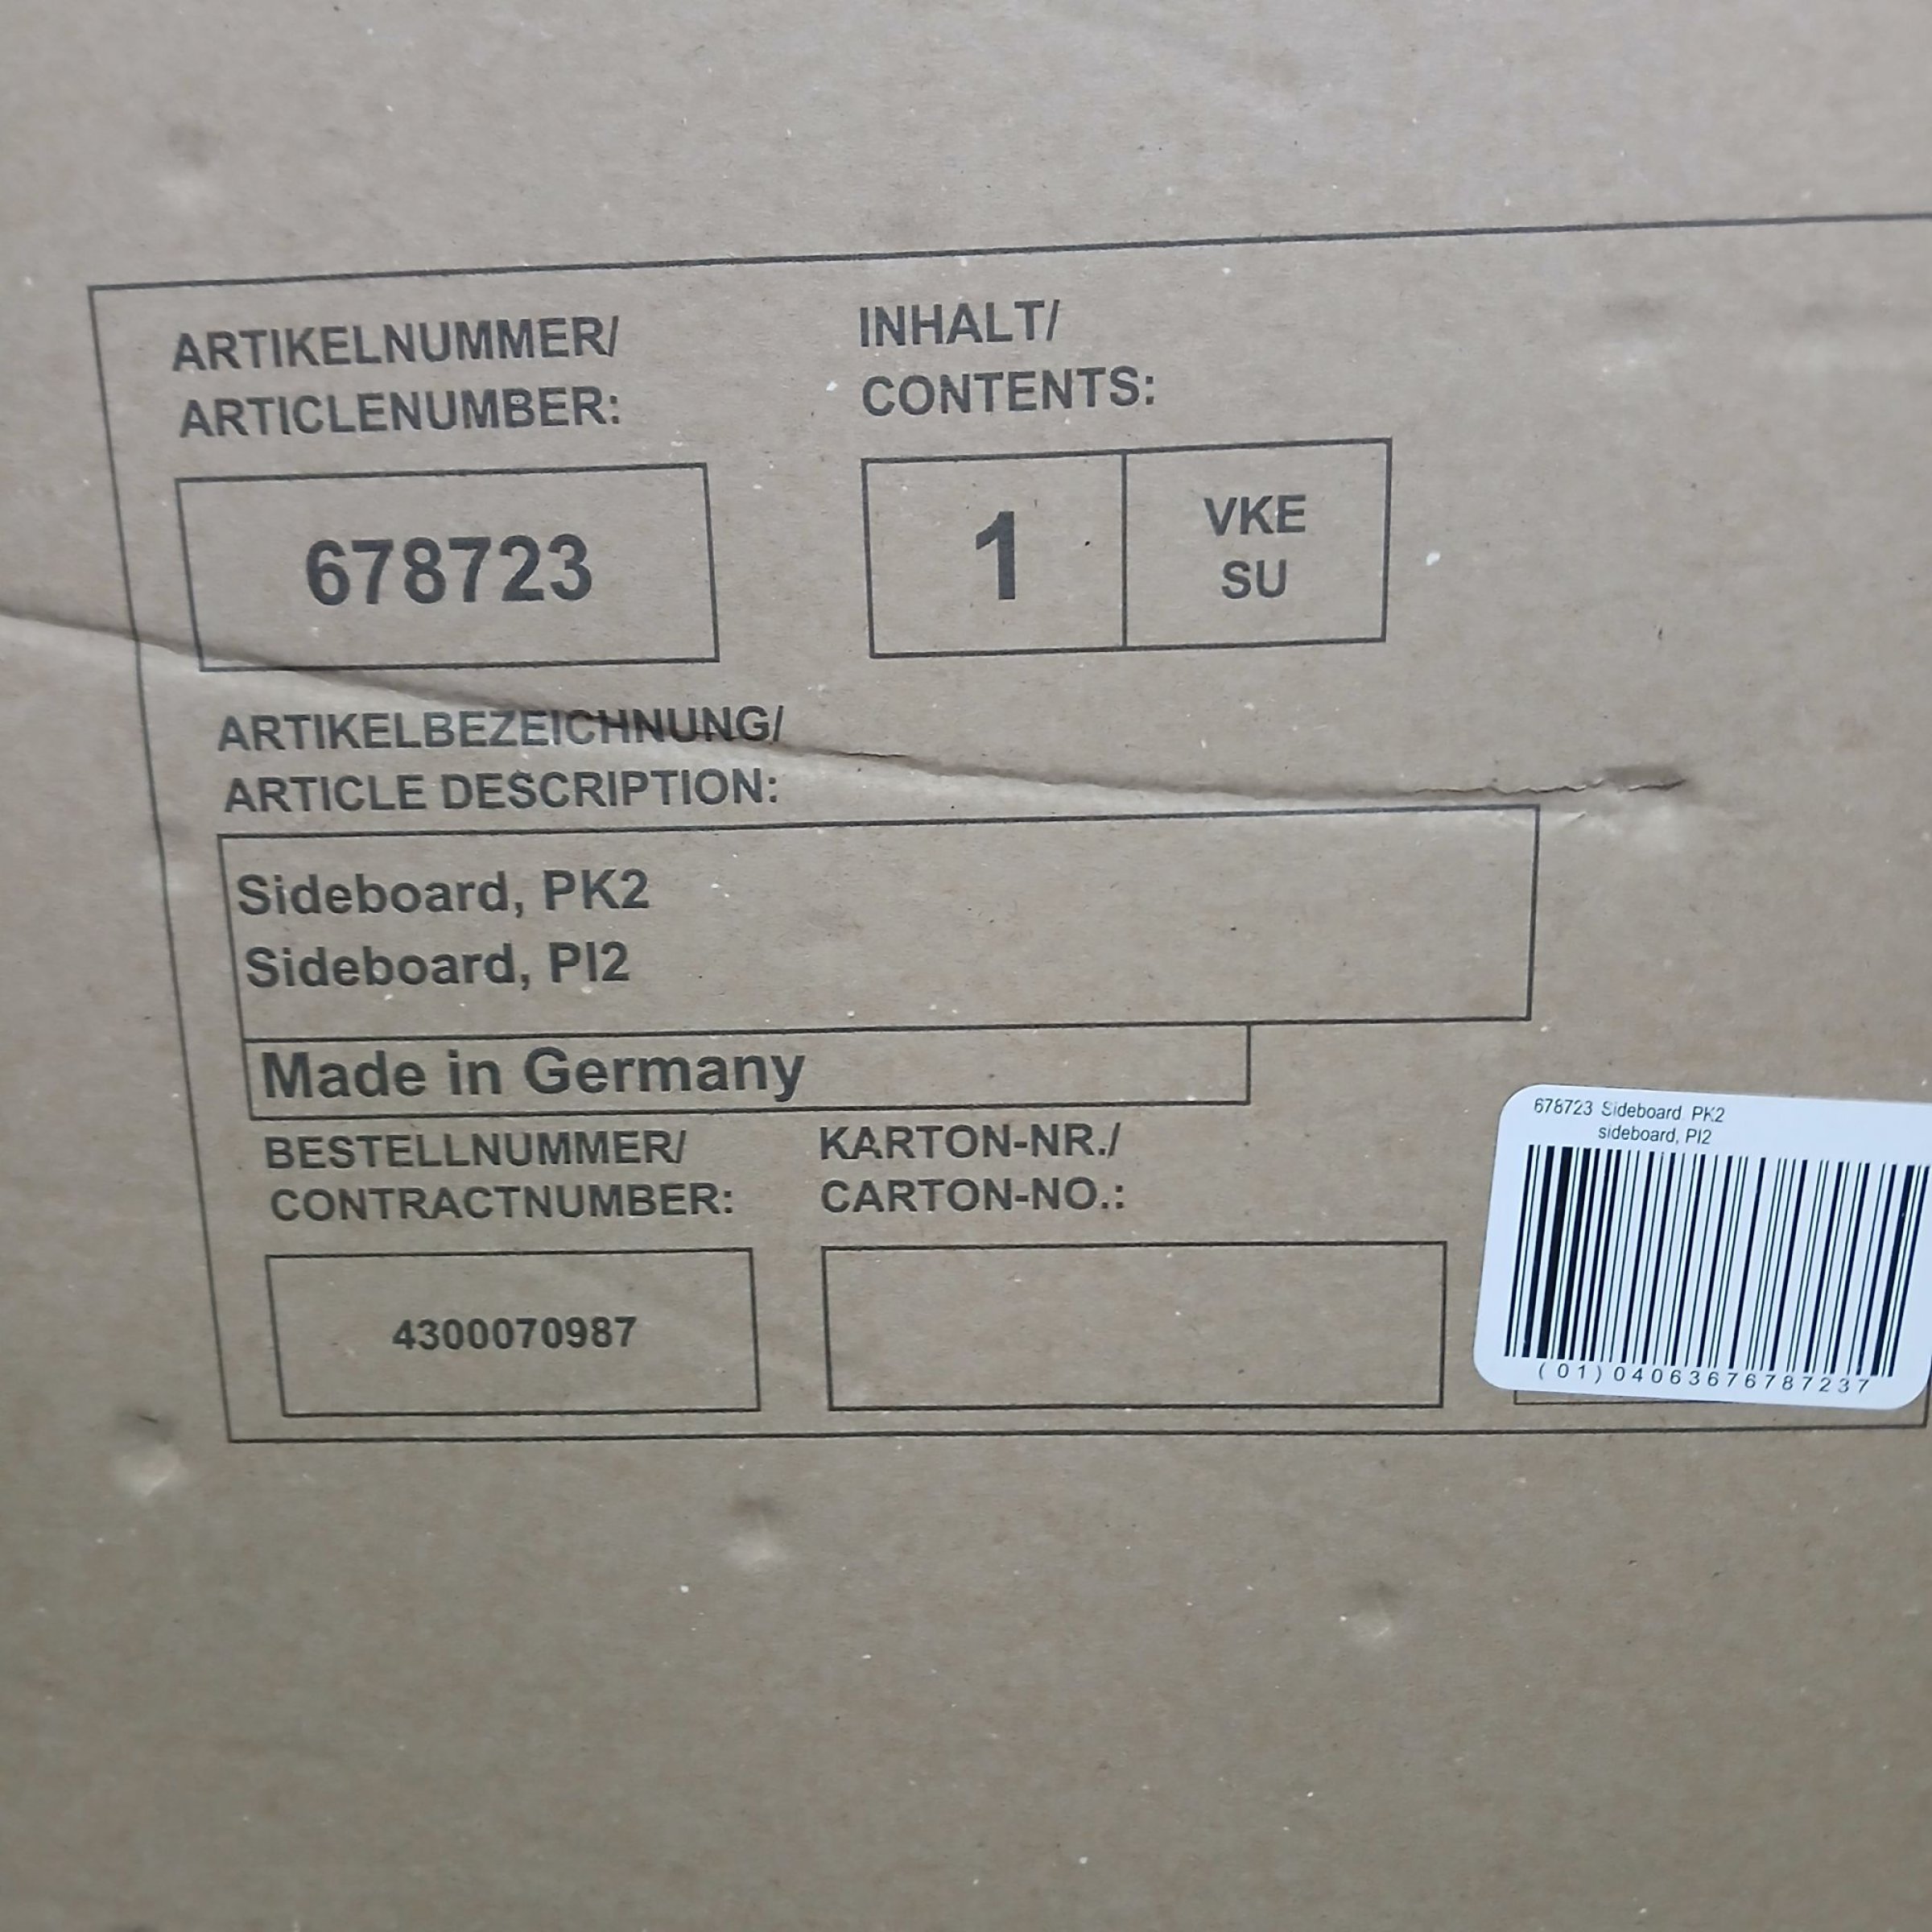 ARTIKELNUMMER/
ARTICLENUMBER:
678723
INHALT/
CONTENTS:
1
VKE
SU
ARTIKELBEZEICHNUNG/
ARTICLE DESCRIPTION:
Sideboard, PK2
Sideboard, PI2
Made in Germany
BESTELLNUMMER/
CONTRACTNUMBER:
4300070987
KARTON-NR./
CARTON-NO.:
678723 Sideboard, PK2
sideboard, PI2
(01)04063676787237